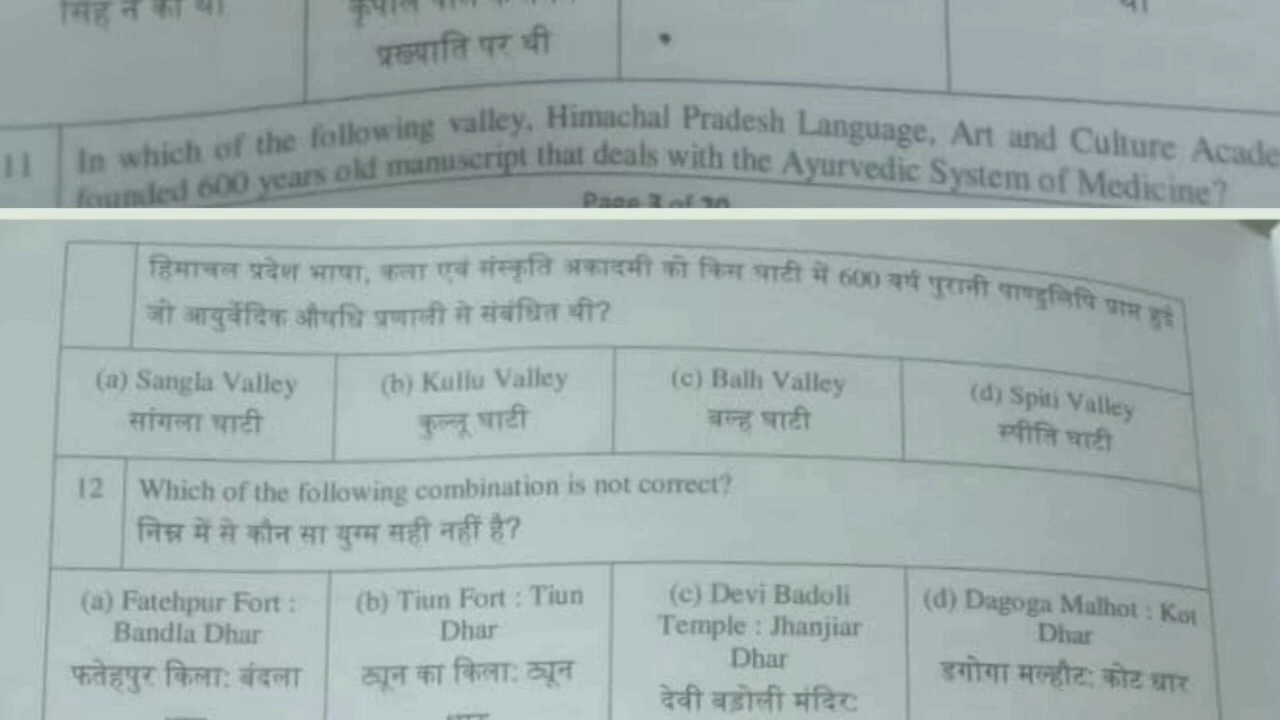 प्रख्याति पर थी
11 In which of the following valley, Himachal Pradesh Language, Art and Culture Acade
founded 600 years old manuscript that deals with the Ayurvedic System of Medicine?
Page 3 of 20
हिमाचल प्रदेश भाषा, कला एवं संस्कृति अकादमी को किस घाटी में 600 वर्ष पुरानी पाण्डुलिपि प्राप्त हुई
जो आयुर्वेदिक औषधि प्रणाली से संबंधित थी?
(a) Sangla Valley
सांगला घाटी
(b) Kullu Valley
कुल्लू घाटी
(c) Balh Valley
बल्ह घाटी
(d) Spiti Valley
स्पीति घाटी
12 Which of the following combination is not correct?
निम्न में से कौन सा युग्म सही नहीं है?
(a) Fatehpur Fort :
Bandla Dhar
फतेहपुर किला: बंदला
(b) Tiun Fort : Tiun
Dhar
ट्यून का किला: ट्यून
(c) Devi Badoli
Temple : Jhanjiar
Dhar
देवी बड़ोली मंदिर:
(d) Dagoga Malhot : Kot
Dhar
डगोगा मल्हौट: कोट धार